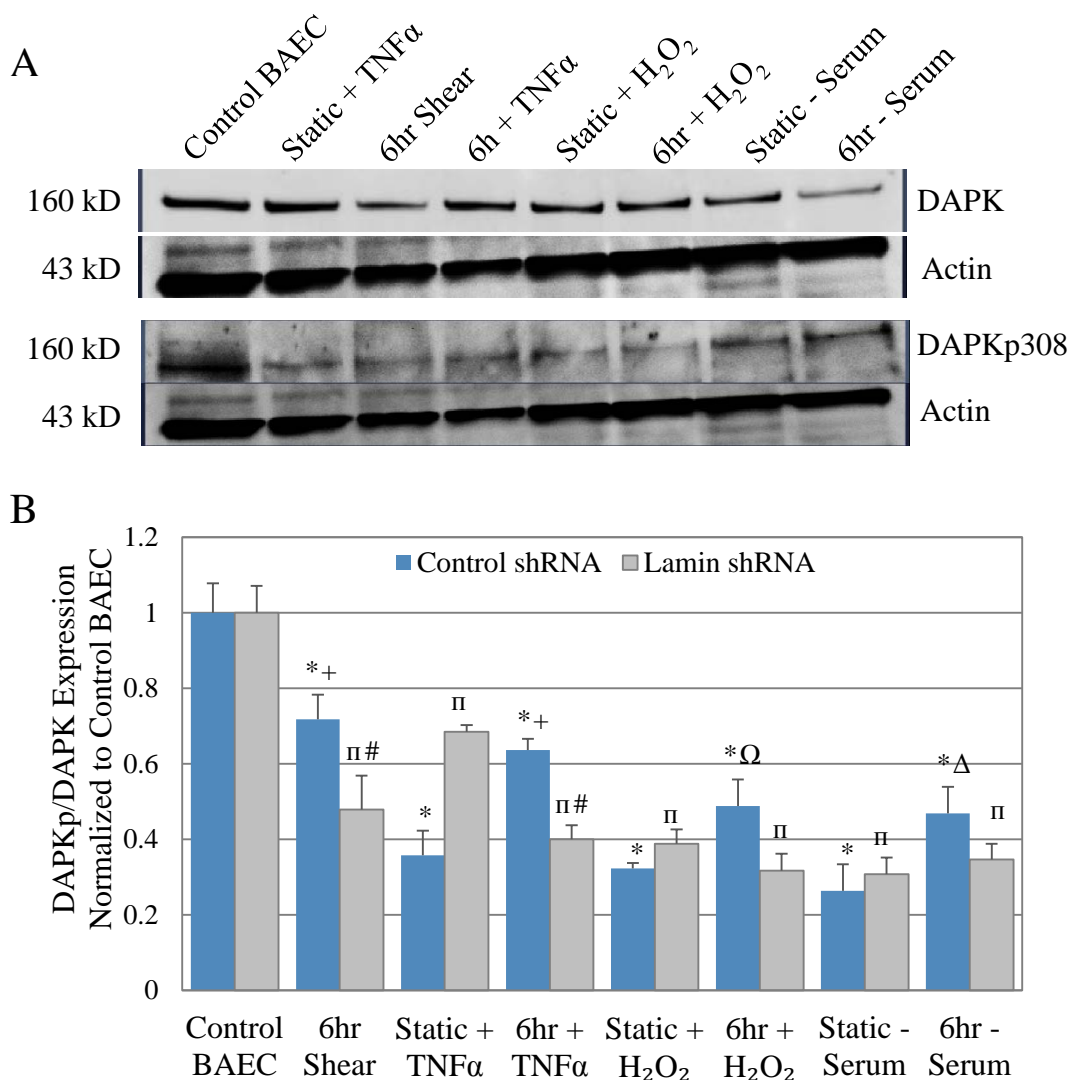 A
Control BAEC
Static + TNFα
6hr Shear
6h + TNFα
Static + H₂O₂
6hr + H₂O₂
Static - Serum
6hr - Serum
160 kD
DAPK
43 kD
Actin
160 kD
DAPKp308
43 kD
Actin
B
DAPKp/DAPK Expression
Normalized to Control BAEC
1.2
1
0.8
0.6
0.4
0.2
0
Control shRNA
Lamin shRNA
*+
п#
*
п
*+
п#
*
п
*Ω
п
*
п
*Δ
п
Control
BAEC
6hr
Shear
Static +
TNFα
6hr +
TNFα
Static +
H₂O₂
6hr +
H₂O₂
Static -
Serum
6hr -
Serum